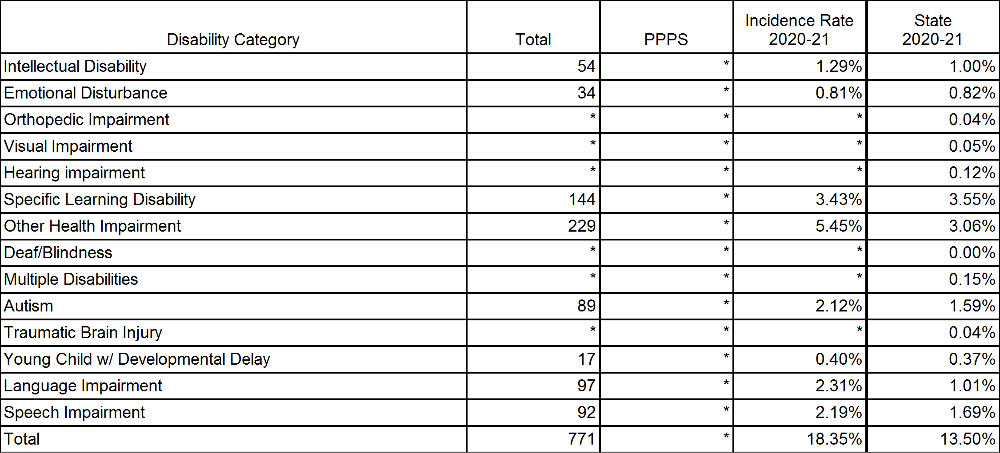 Disability Category Total PPPS Incidence Rate 2020-21 State 2020-21
Intellectual Disability 54 * 1.29% 1.00%
Emotional Disturbance 34 * 0.81% 0.82%
Orthopedic Impairment * * * 0.04%
Visual Impairment * * * 0.05%
Hearing impairment * * * 0.12%
Specific Learning Disability 144 * 3.43% 3.55%
Other Health Impairment 229 * 5.45% 3.06%
Deaf/Blindness * * * 0.00%
Multiple Disabilities * * * 0.15%
Autism 89 * 2.12% 1.59%
Traumatic Brain Injury * * * 0.04%
Young Child w/ Developmental Delay 17 * 0.40% 0.37%
Language Impairment 97 * 2.31% 1.01%
Speech Impairment 92 * 2.19% 1.69%
Total 771 * 18.35% 13.50%